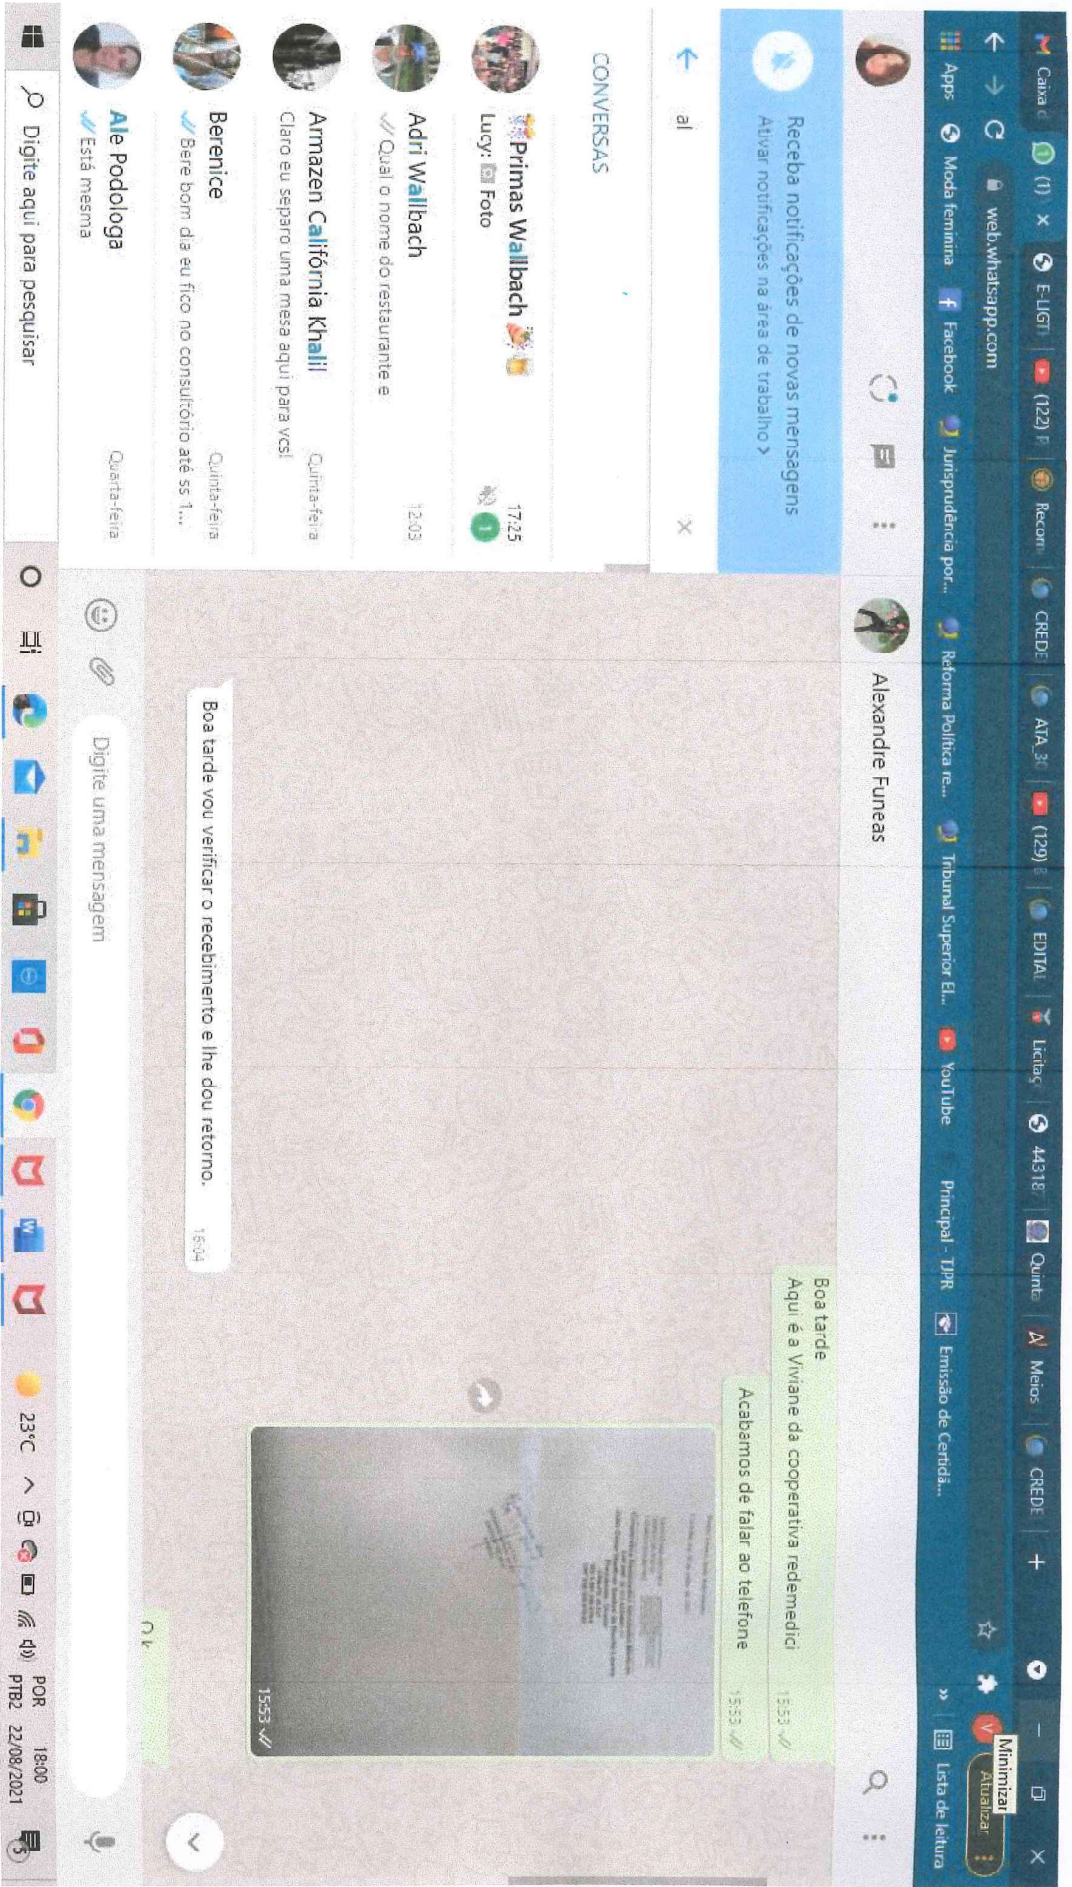 Caixa d
(1)
E-LIGTI
(122) P
Recom
CREDE
ATA_3C
(129) B
EDITAL
Licitaç
44318
Quinta
Meios
CREDE
web.whatsapp.com
Minimizar
V
Atualizar
Apps
Moda feminina
Facebook
Jurisprudência por...
Reforma Política re...
Tribunal Superior El...
YouTube
Principal - TJPR
Emissão de Certidã...
»
Lista de leitura
Alexandre Funeas
Receba notificações de novas mensagens
Ativar notificações na área de trabalho >
al
CONVERSAS
Primas Wallbach
17:25
Lucy: Foto
1
Adri Wallbach
12:03
Qual o nome do restaurante e
Armazen Califórnia Khalil
Quinta-feira
Claro eu separo uma mesa aqui para vcs!
Berenice
Quinta-feira
Bere bom dia eu fico no consultório até ss 1...
Ale Podologa
Quarta-feira
Está mesma
Boa tarde
Aqui é a Viviane da cooperativa redemedici
15:53
Acabamos de falar ao telefone
15:53
15:53
Boa tarde vou verificar o recebimento e lhe dou retorno.
16:04
Digite uma mensagem
Digite aqui para pesquisar
23°C
POR
PTB2
18:00
22/08/2021
5